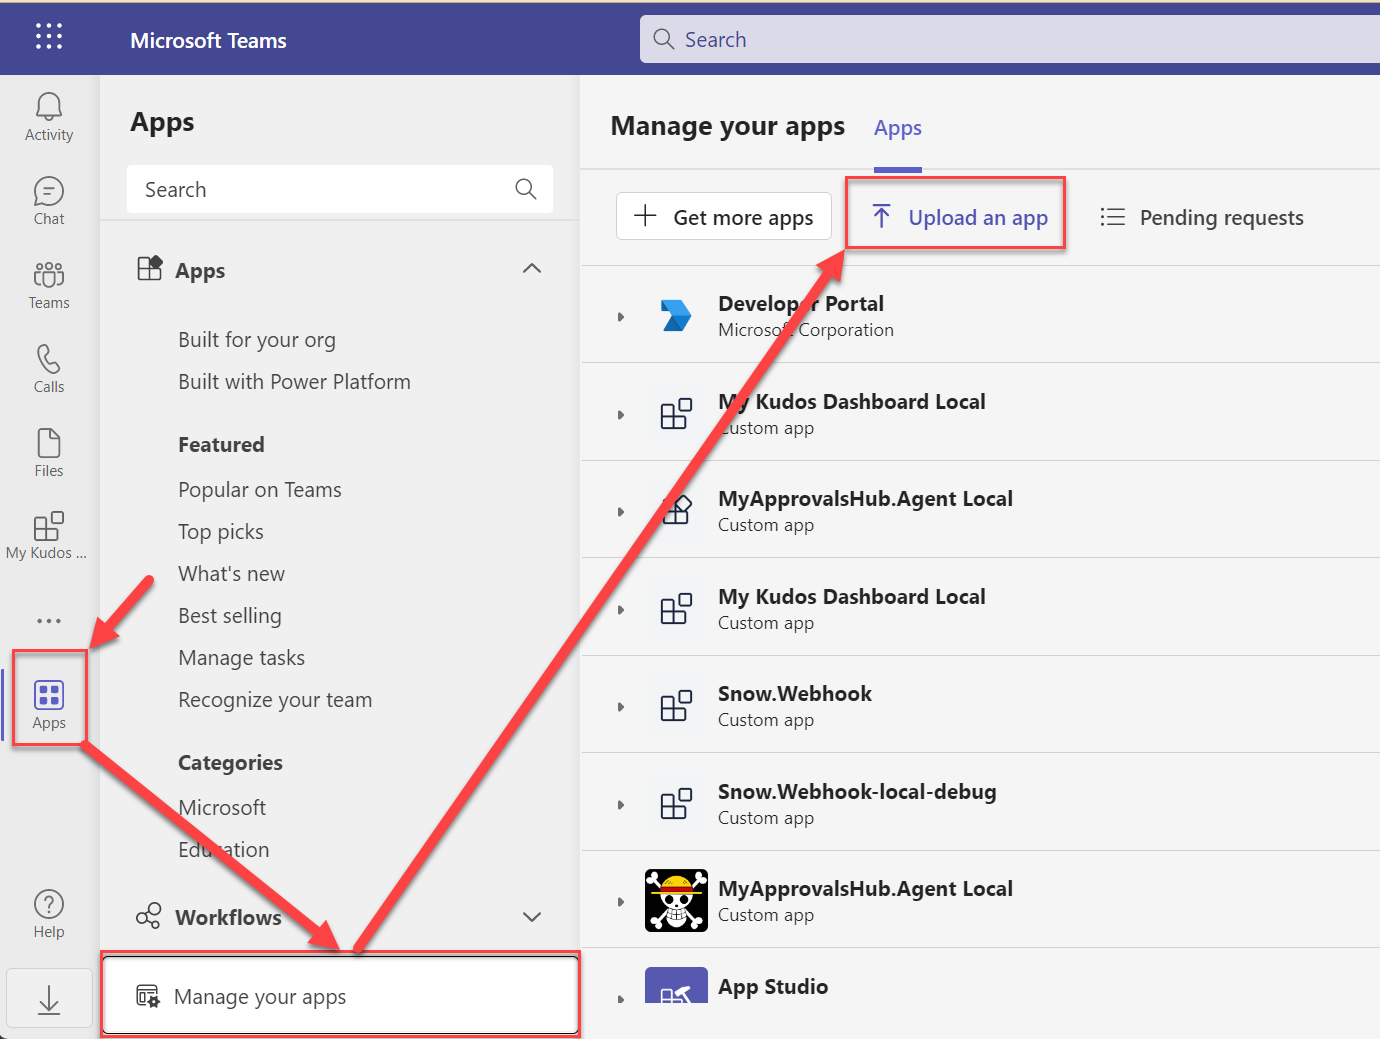 Microsoft Teams
Search
Activity
Chat
Teams
Calls
Files
My Kudos ...
Apps
Help
Apps
Search
Apps
Built for your org
Built with Power Platform
Featured
Popular on Teams
Top picks
What's new
Best selling
Manage tasks
Recognize your team
Categories
Microsoft
Education
Workflows
Manage your apps
Manage your apps
Apps
Get more apps
Upload an app
Pending requests
Developer Portal
Microsoft Corporation
My Kudos Dashboard Local
Custom app
MyApprovalsHub.Agent Local
Custom app
My Kudos Dashboard Local
Custom app
Snow.Webhook
Custom app
Snow.Webhook-local-debug
Custom app
MyApprovalsHub.Agent Local
Custom app
App Studio